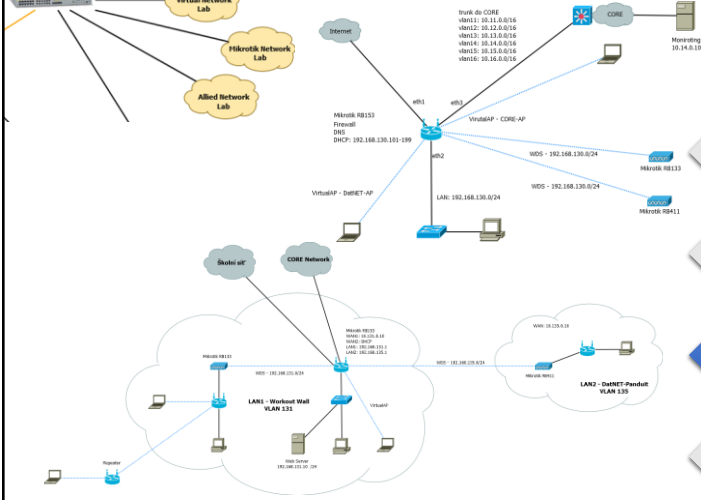 Virtual Network
Lab
Mikrotik Network
Lab
Allied Network
Lab
Internet
trunk do CORE
vlan11: 10.11.0.0/16
vlan12: 10.12.0.0/16
vlan13: 10.13.0.0/16
vlan14: 10.14.0.0/16
vlan15: 10.15.0.0/16
vlan16: 10.16.0.0/16
CORE
Moniroting
10.14.0.10
eth1
eth3
Mikrotik RB153
Firewall
DNS
DHCP: 192.168.130.101-199
VirutalAP - CORE-AP
eth2
WDS - 192.168.130.0/24
Mikrotik RB133
WDS - 192.168.130.0/24
VirtualAP - DatNET-AP
LAN: 192.168.130.0/24
Mikrotik RB411
Školní síť
CORE Network
WAN: 10.135.0.10
Mikrotik RB133
WAN2: DHCP
LAN1: 192.168.131.1
LAN2: 192.168.135.1
Mikrotik RB133
WDS - 192.168.131.0/24
WDS - 192.168.135.0/24
Mikrotik RB411
LAN1 - Workout Wall
VLAN 131
LAN2 - DatNET-Panduit
VLAN 135
VirtualAP
Repeater
Web Server
192.168.131.10 /24